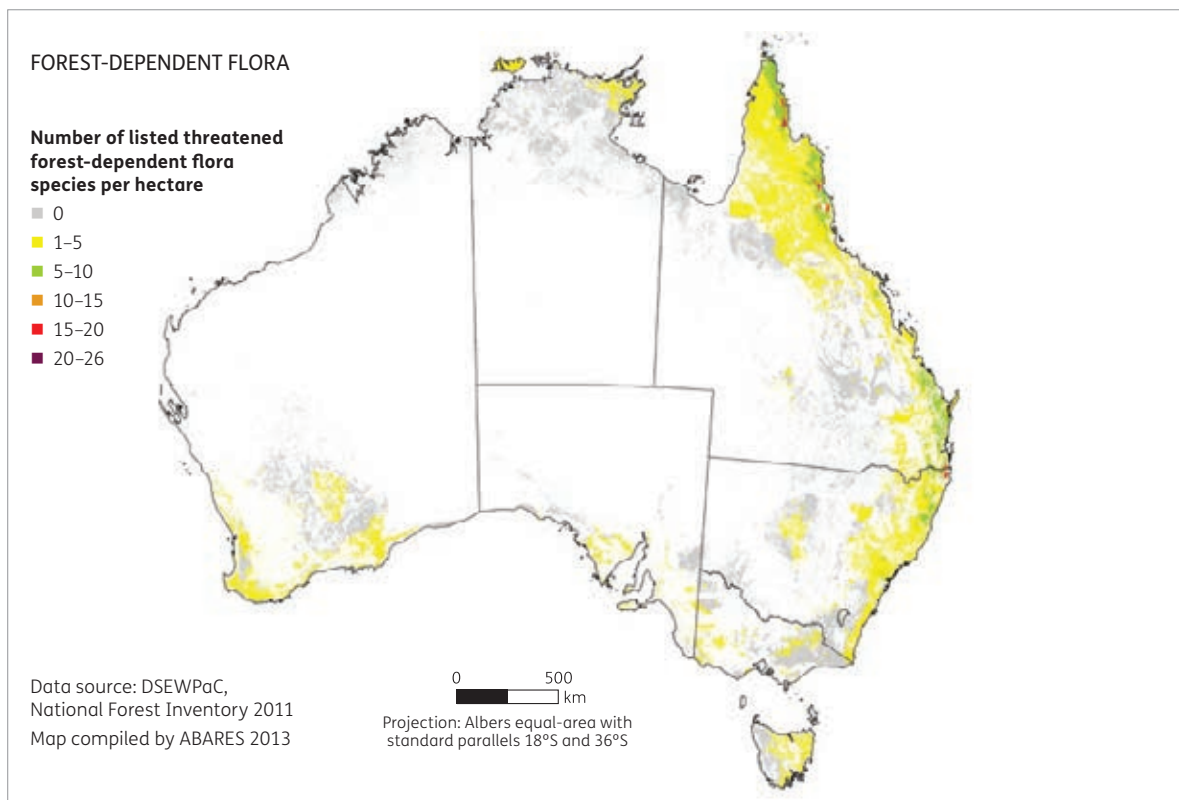 FOREST-DEPENDENT FLORA
Number of listed threatened
forest-dependent flora
species per hectare
0
1–5
5–10
10–15
15–20
20–26
Data source: DSEWPaC,
National Forest Inventory 2011
Map compiled by ABARES 2013
0 500
km
Projection: Albers equal-area with
standard parallels 18°S and 36°S